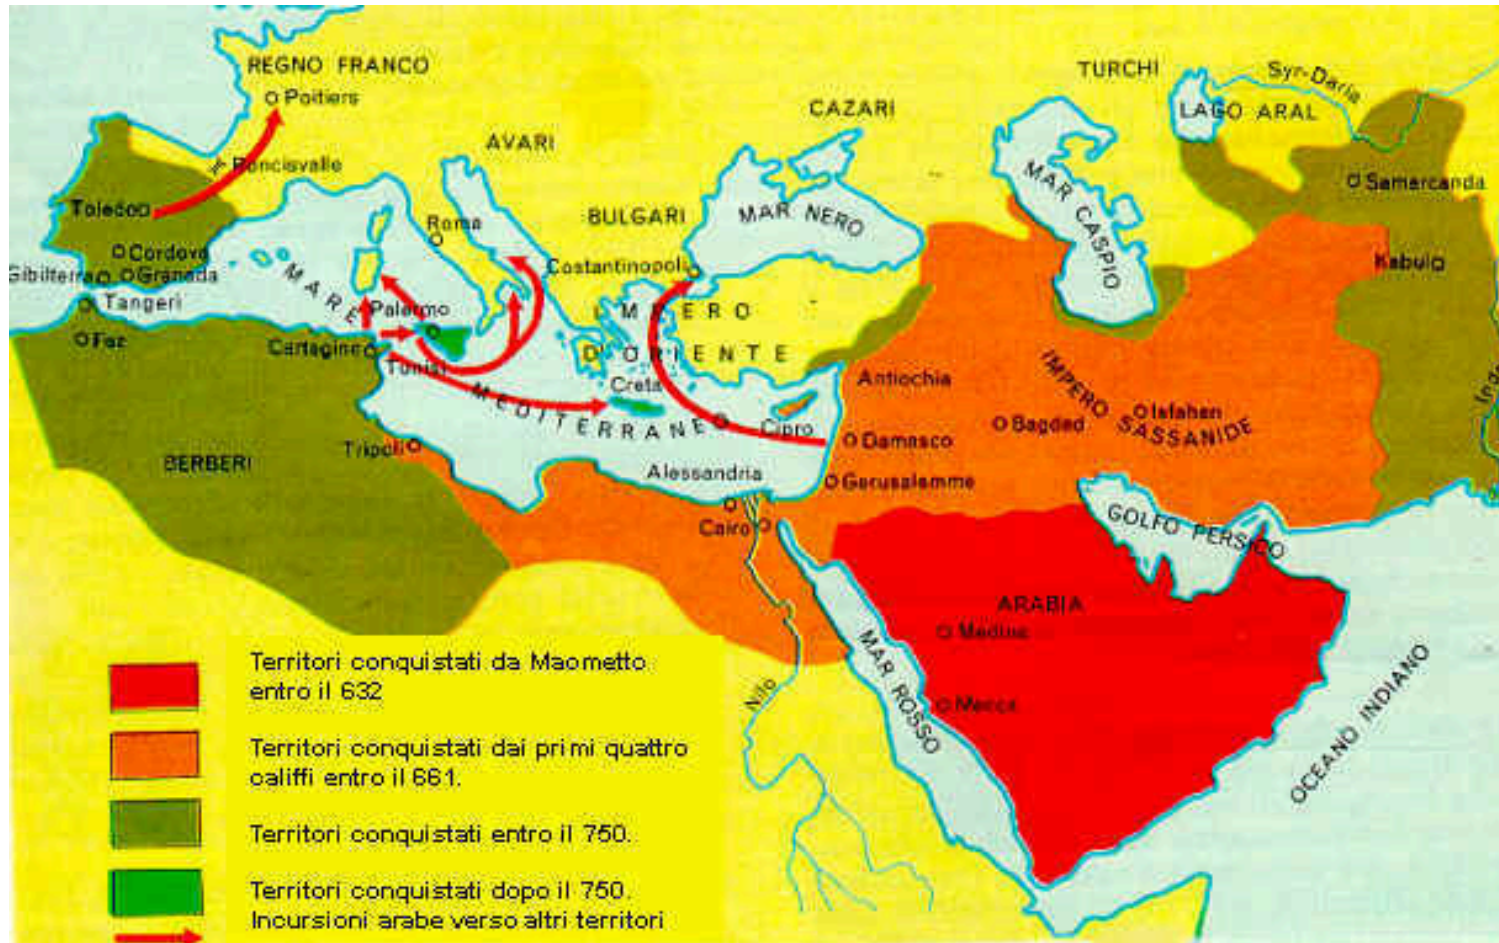 REGNO FRANCO
Poitiers
TURCHI
Syr-Daria
LAGO ARAL
CAZARI
AVARI
Roncisvalle
MAR CASPIO
Samarcanda
Toledo
Roma
BULGARI
MAR NERO
Cordova
Gibilterra
Granada
Costantinopoli
Kabulg
Tangeri
MARE
Palermo
IMPERO
Faz
Cartagine
Tunisi
D'ORIENTE
Creta
Antiochia
IMPERO SASSANIDE
Isfahan
MEDITERRANEO
Cipro
Bagdad
Damasco
Tripoli
BERBERI
Alessandria
Gerusalemme
Cairo
GOLFO PERSICO
ARABIA
Medina
MAR ROSSO
Nilo
Mecca
OCEANO INDIANO
Territori conquistati da Maometto
entro il 632
Territori conquistati dai primi quattro
califfi entro il 661.
Territori conquistati entro il 750.
Territori conquistati dopo il 750.
Incursioni arabe verso altri territori